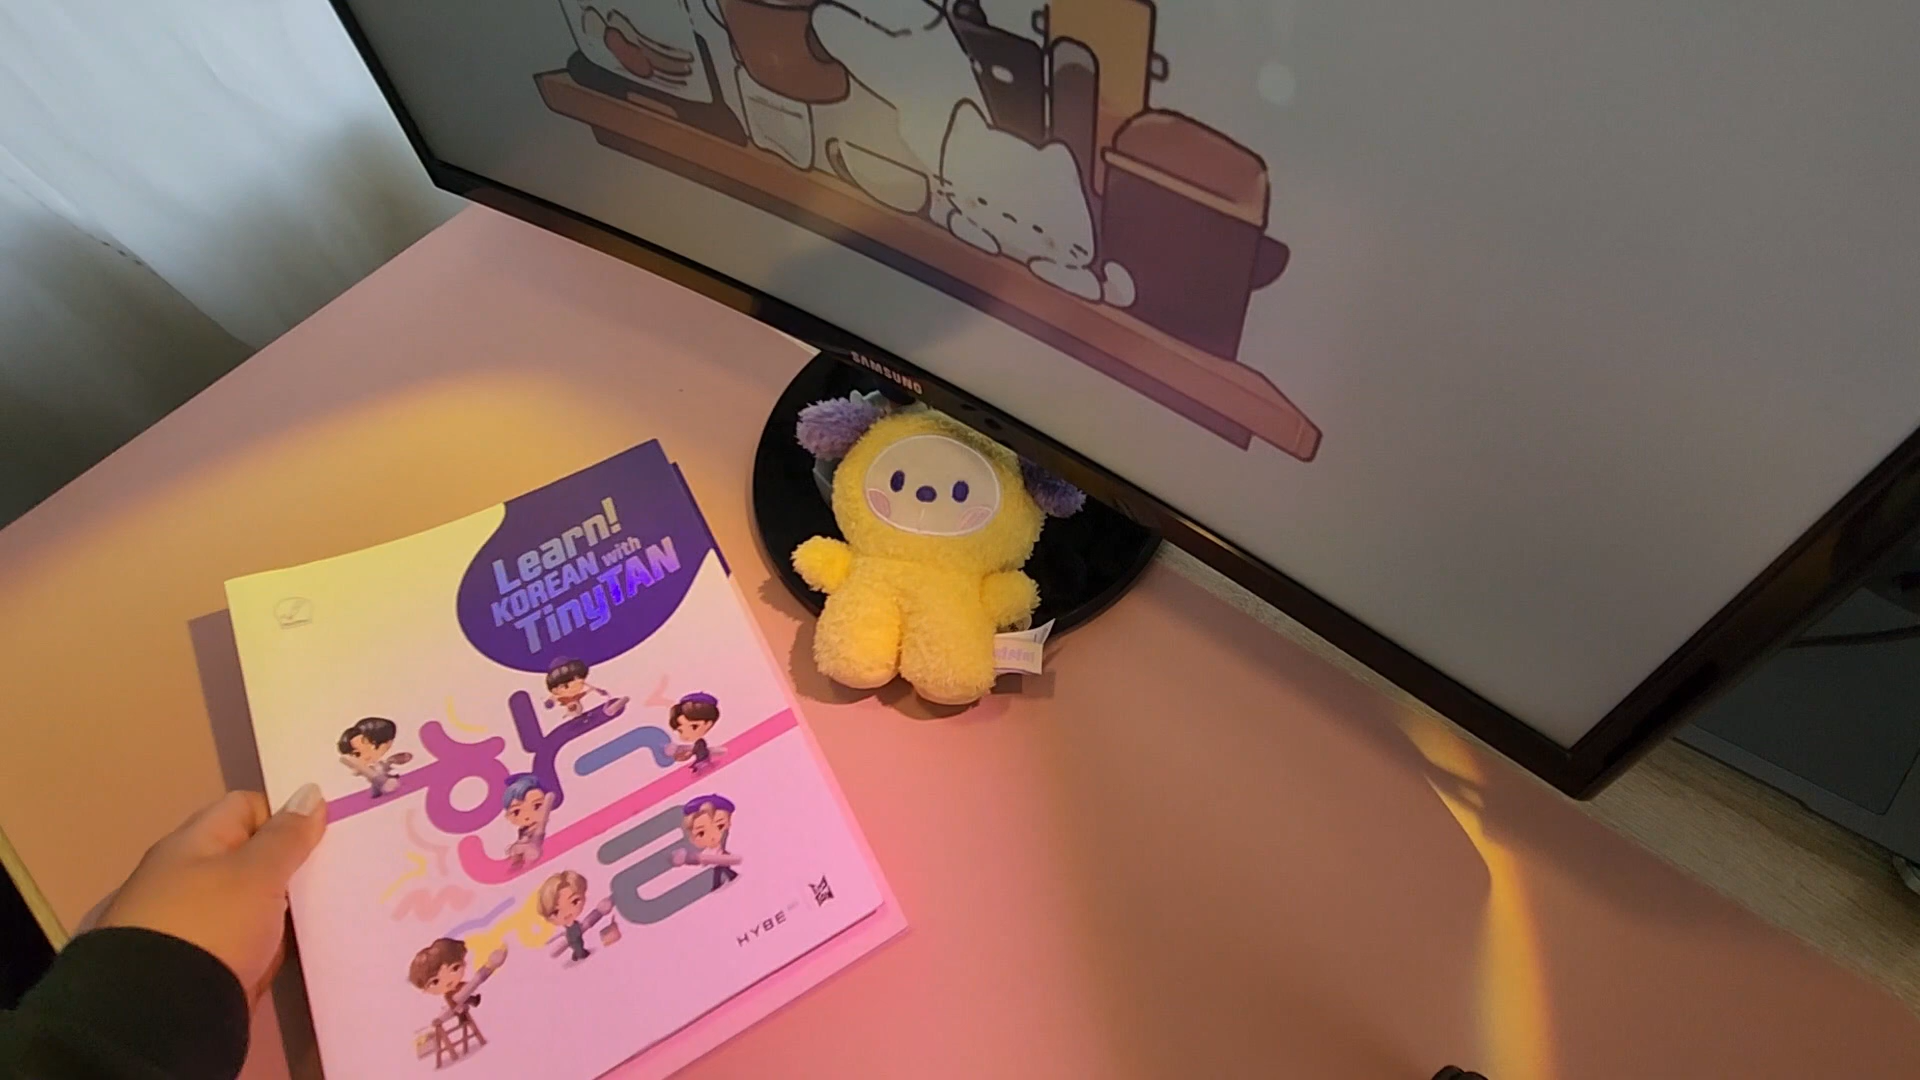 SAMSUNG
Learn!
KOREAN with
TinyTAN
한
글
HYBE